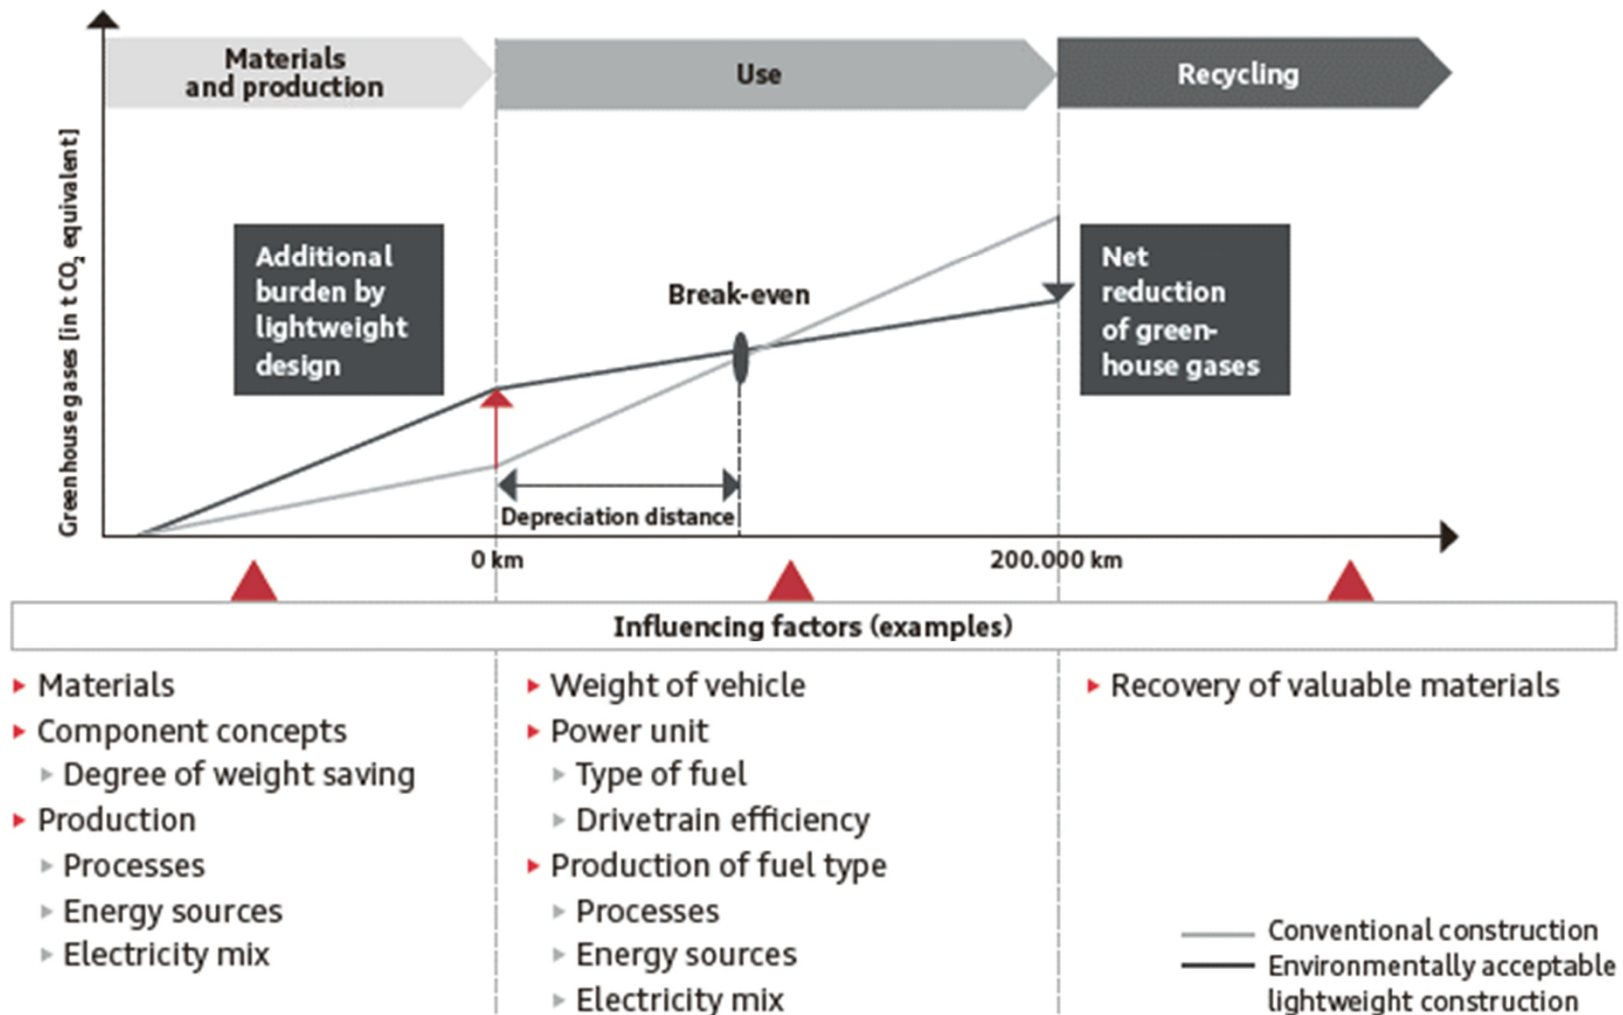 Materials
and production
Use
Recycling
Greenhouse gases [in t CO₂ equivalent]
Additional
burden by
lightweight
design
Break-even
Net
reduction
of green-
house gases
Depreciation distance
0 km
200.000 km
Influencing factors (examples)
Materials
Component concepts
Degree of weight saving
Production
Processes
Energy sources
Electricity mix
Weight of vehicle
Power unit
Type of fuel
Drivetrain efficiency
Production of fuel type
Processes
Energy sources
Electricity mix
Recovery of valuable materials
Conventional construction
Environmentally acceptable
lightweight construction